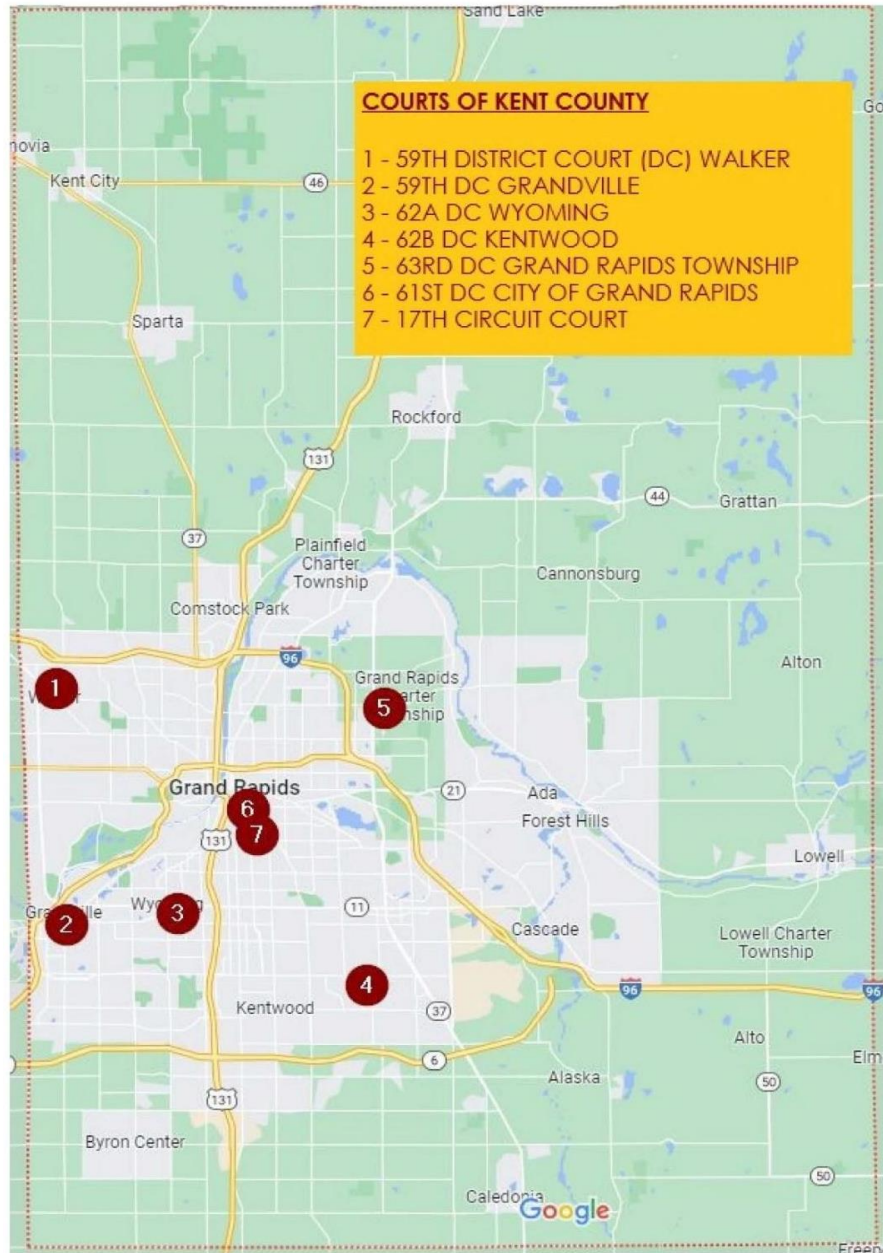 Sand Lake
COURTS OF KENT COUNTY
1 - 59TH DISTRICT COURT (DC) WALKER
2 - 59TH DC GRANDVILLE
3 - 62A DC WYOMING
4 - 62B DC KENTWOOD
5 - 63RD DC GRAND RAPIDS TOWNSHIP
6 - 61ST DC CITY OF GRAND RAPIDS
7 - 17TH CIRCUIT COURT
Go
novia
Kent City
46
Sparta
Rockford
131
44
Grattan
37
Plainfield
Charter
Township
Cannonsburg
Comstock Park
96
Alton
1
Grand Rapids
5
Grand Rapids
21
Ada
6
Forest Hills
131
7
Lowell
3
11
2
Cascade
Lowell Charter
Township
4
96
96
Kentwood
37
Alto
Elm
6
Alaska
50
131
Byron Center
50
Caledonia
Google